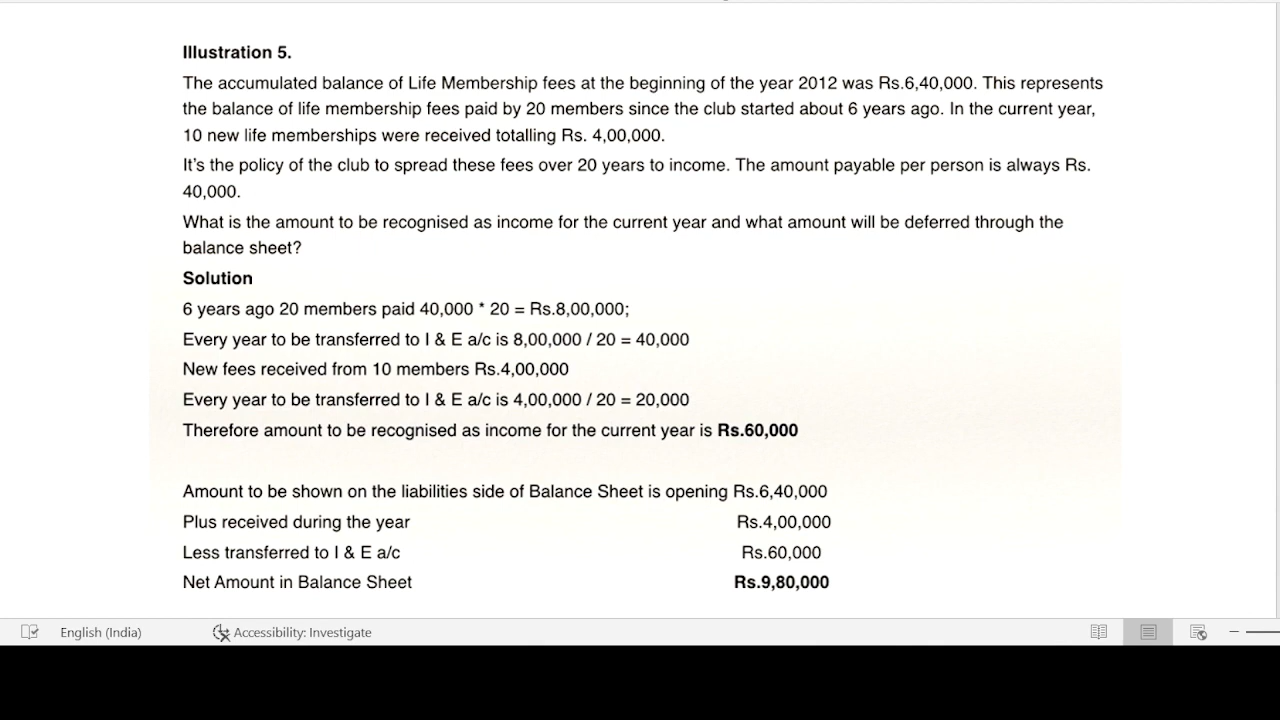 Illustration 5.
The accumulated balance of Life Membership fees at the beginning of the year 2012 was Rs.6,40,000. This represents
the balance of life membership fees paid by 20 members since the club started about 6 years ago. In the current year,
10 new life memberships were received totalling Rs. 4,00,000.
It’s the policy of the club to spread these fees over 20 years to income. The amount payable per person is always Rs.
40,000.
What is the amount to be recognised as income for the current year and what amount will be deferred through the
balance sheet?
Solution
6 years ago 20 members paid 40,000 * 20 = Rs.8,00,000;
Every year to be transferred to I & E a/c is 8,00,000 / 20 = 40,000
New fees received from 10 members Rs.4,00,000
Every year to be transferred to I & E a/c is 4,00,000 / 20 = 20,000
Therefore amount to be recognised as income for the current year is Rs.60,000
Amount to be shown on the liabilities side of Balance Sheet is opening Rs.6,40,000
Plus received during the year Rs.4,00,000
Less transferred to I & E a/c Rs.60,000
Net Amount in Balance Sheet Rs.9,80,000
English (India) Accessibility: Investigate